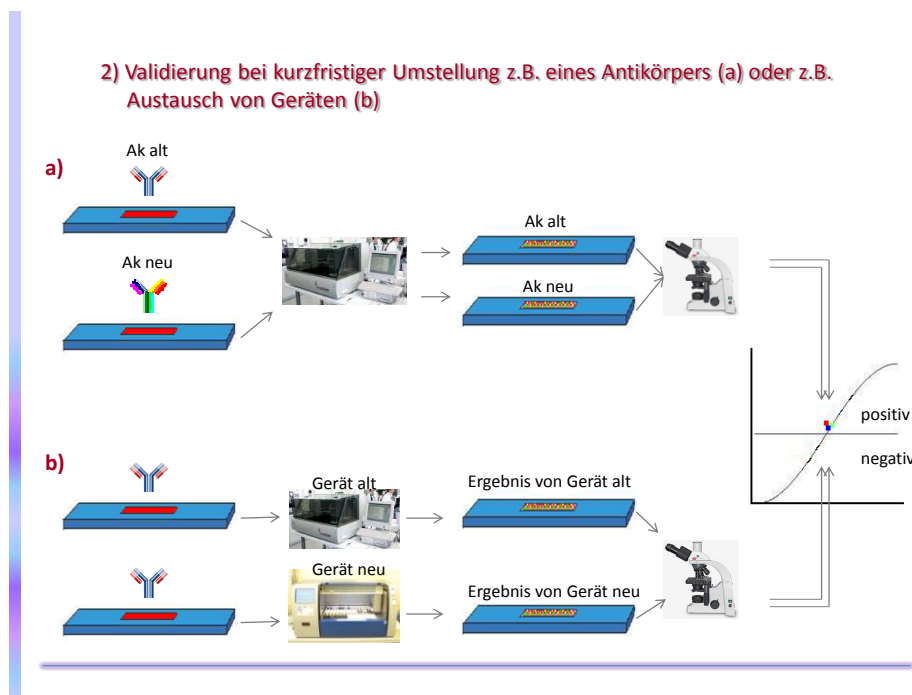 2) Validierung bei kurzfristiger Umstellung z.B. eines Antikörpers (a) oder z.B.
Austausch von Geräten (b)
a)
Ak alt
Ak neu
Ak alt
Ak neu
positiv
negativ
b)
Gerät alt
Ergebnis von Gerät alt
Gerät neu
Ergebnis von Gerät neu